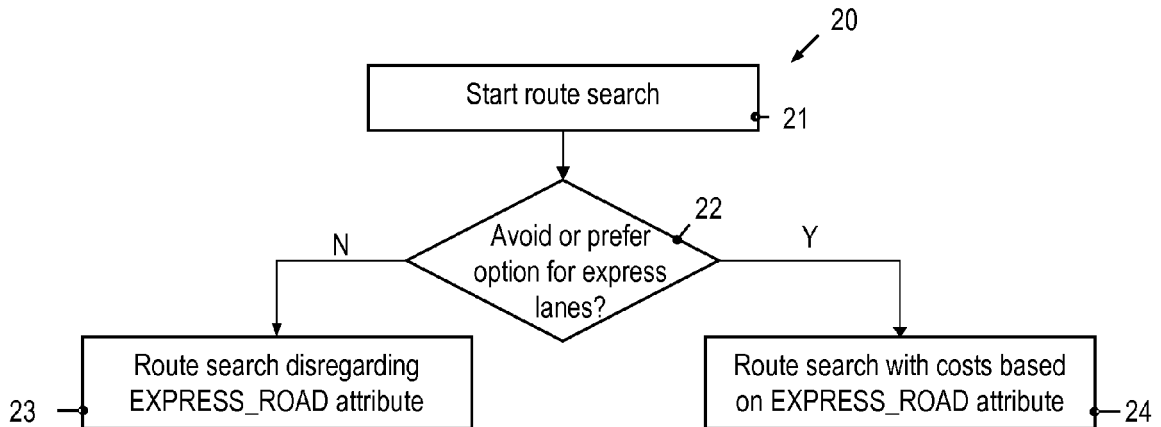 20
Start route search
21
22
Avoid or prefer
option for express
lanes?
N
Y
Route search disregarding
EXPRESS_ROAD attribute
23
Route search with costs based
on EXPRESS_ROAD attribute
24